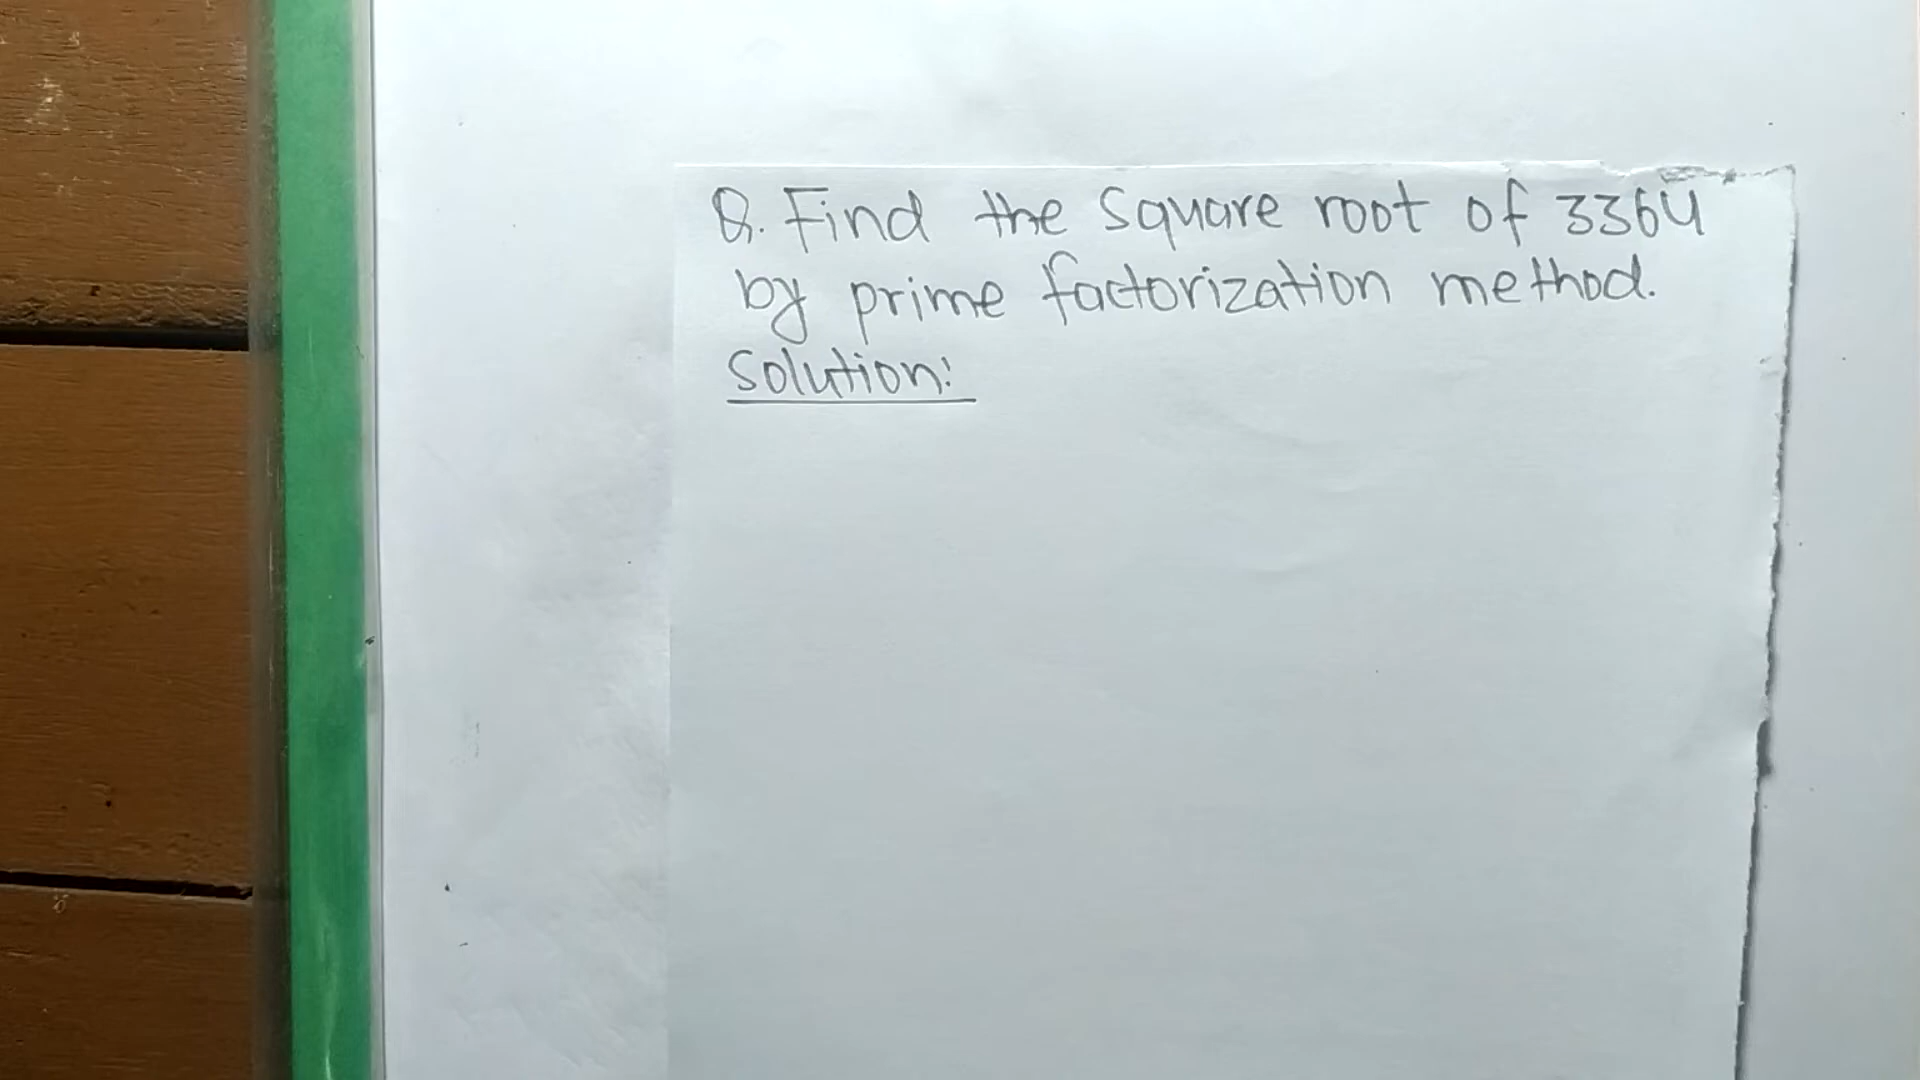 Q. Find the square root of 3364
by prime factorization method.
Solution: